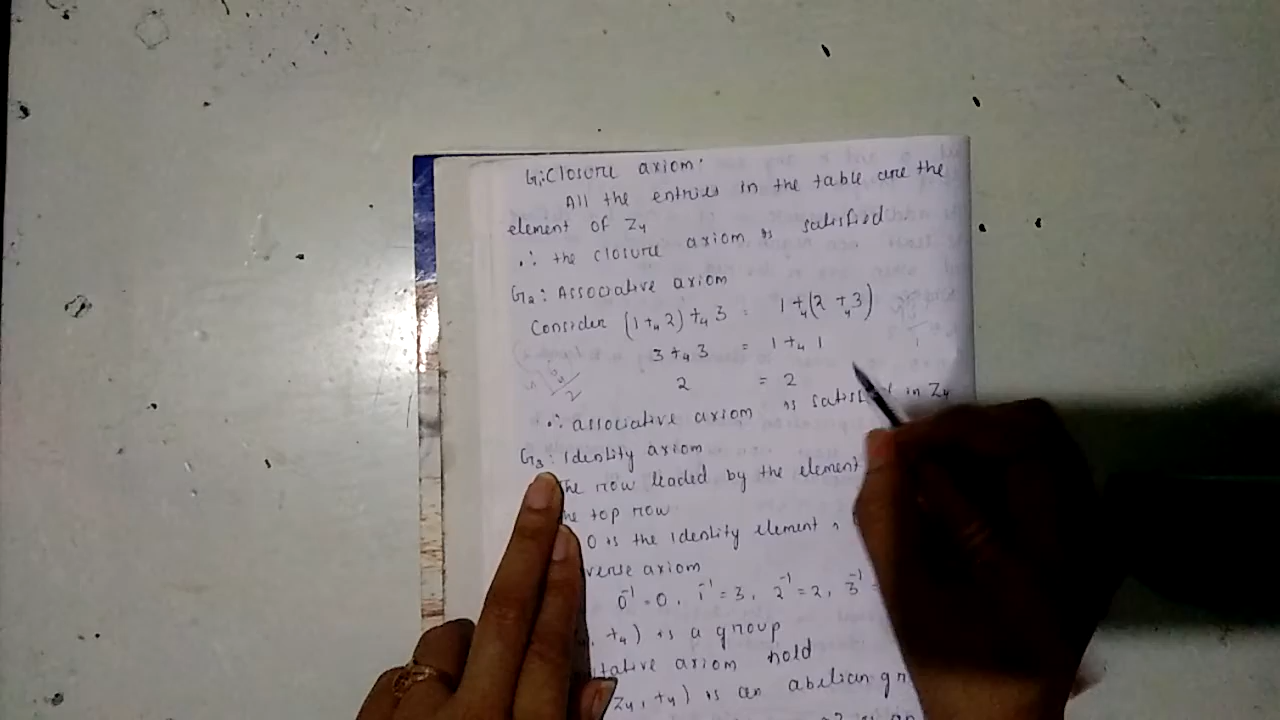 G1: Closure axiom:
All the entries in the table are the
element of Z4
∴ the closure axiom is satisfied
G2: Associative axiom
Consider (1 +4 2) +4 3 = 1 +4 (2 +4 3)
3 +4 3 = 1 +4 1
2 = 2
∴ associative axiom is in Z4
G3: Identity axiom
The row leaded by the element
the top row
0 is the identity element
verse axiom
0⁻¹ = 0, 1⁻¹ = 3, 2⁻¹ = 2, 3⁻¹
, +4) is a group
tative axiom hold
Z4, +4) is an abelian gr